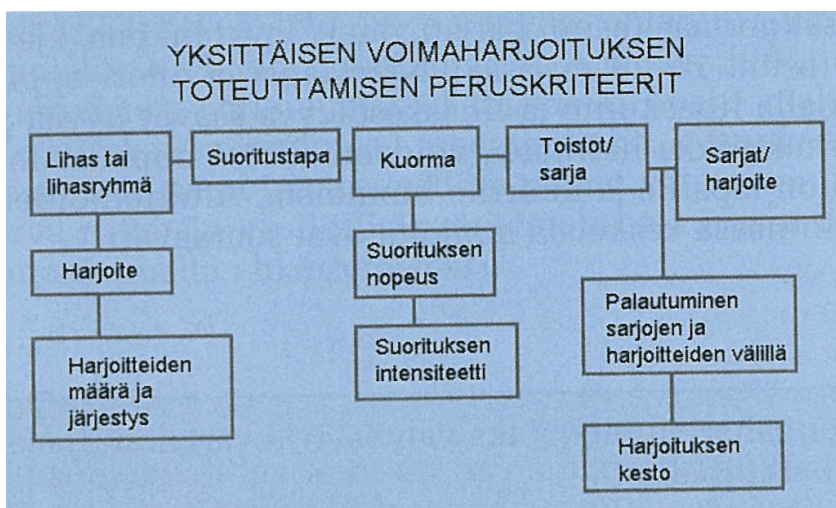 YKSITTÄISEN VOIMAHARJOITUKSEN
TOTEUTTAMISEN PERUSKRITEERIT
Lihas tai
lihasryhmä
Suoritustapa
Kuorma
Toistot/
sarja
Sarjat/
harjoite
Harjoite
Suorituksen
nopeus
Palautuminen
sarjojen ja
harjoitteiden välillä
Harjoitteiden
määrä ja
järjestys
Suorituksen
intensiteetti
Harjoituksen
kesto